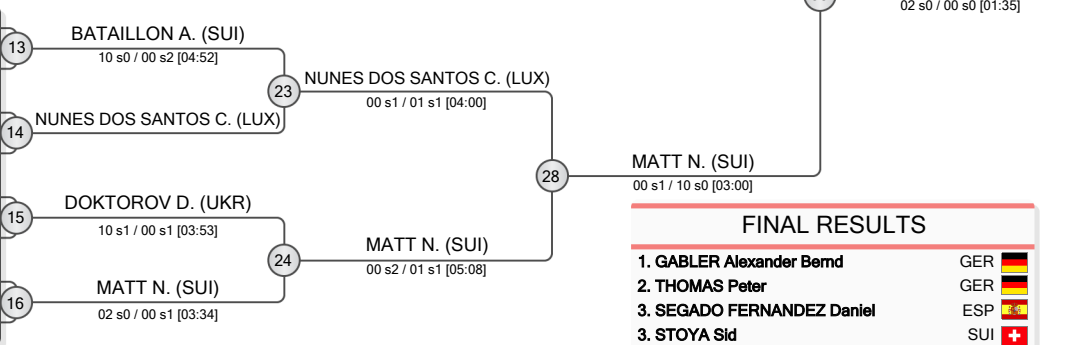 02 s0 / 00 s0 [01:35]
13
BATAILLON A. (SUI)
10 s0 / 00 s2 [04:52]
23
NUNES DOS SANTOS C. (LUX)
00 s1 / 01 s1 [04:00]
14
NUNES DOS SANTOS C. (LUX)
28
MATT N. (SUI)
00 s1 / 10 s0 [03:00]
15
DOKTOROV D. (UKR)
10 s1 / 00 s1 [03:53]
24
MATT N. (SUI)
00 s2 / 01 s1 [05:08]
16
MATT N. (SUI)
02 s0 / 00 s1 [03:34]
FINAL RESULTS
1. GABLER Alexander Bernd GER
2. THOMAS Peter GER
3. SEGADO FERNANDEZ Daniel ESP
3. STOYA Sid SUI